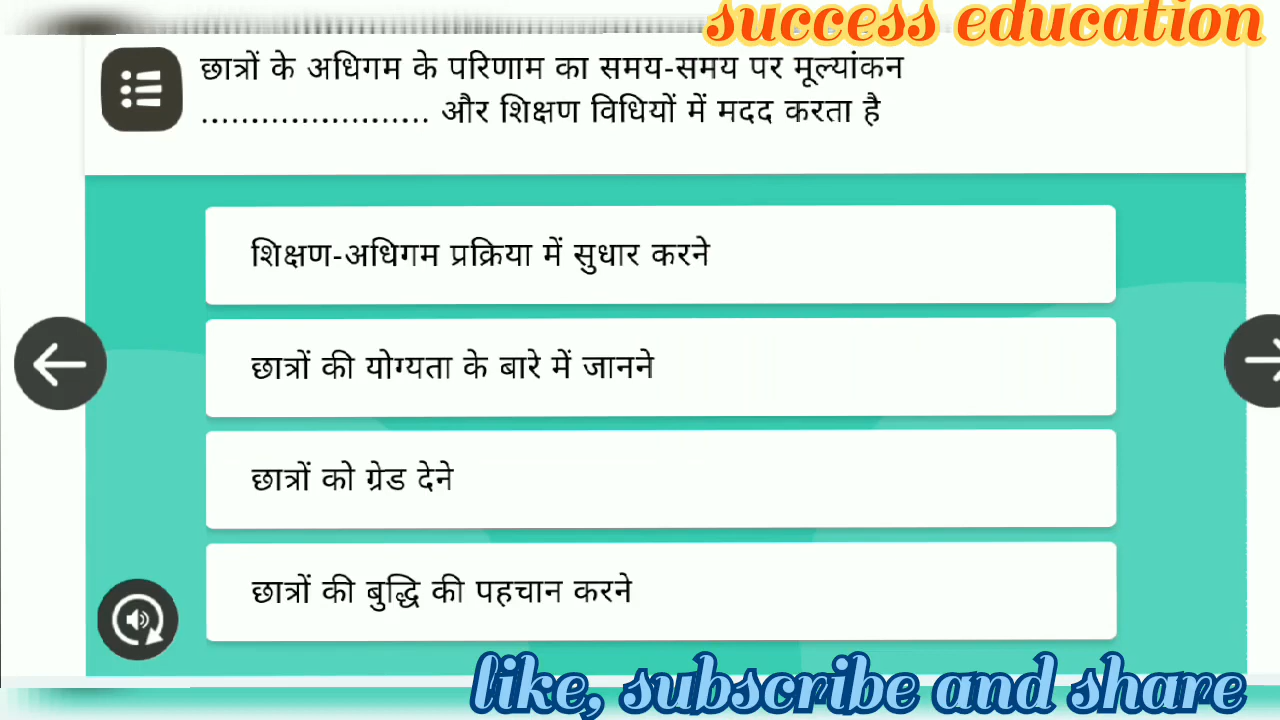 success education
छात्रों के अधिगम के परिणाम का समय-समय पर मूल्यांकन
....................... और शिक्षण विधियों में मदद करता है
शिक्षण-अधिगम प्रक्रिया में सुधार करने
छात्रों की योग्यता के बारे में जानने
छात्रों को ग्रेड देने
छात्रों की बुद्धि की पहचान करने
like, subscribe and share